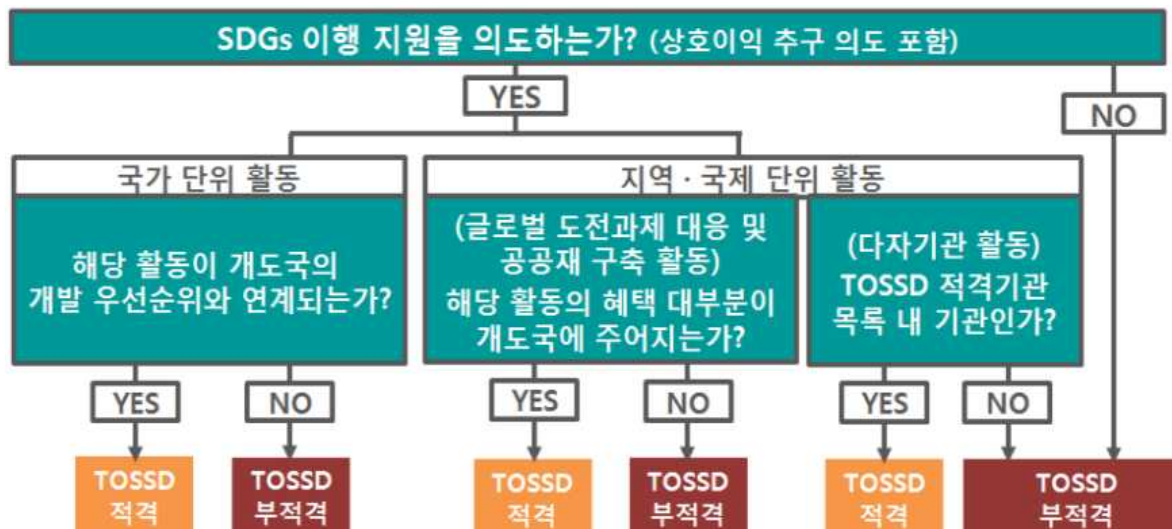 SDGs 이행 지원을 의도하는가? (상호이익 추구 의도 포함)
YES
NO
국가 단위 활동
지역 · 국제 단위 활동
해당 활동이 개도국의
개발 우선순위와 연계되는가?
(글로벌 도전과제 대응 및
공공재 구축 활동)
해당 활동의 혜택 대부분이
개도국에 주어지는가?
(다자기관 활동)
TOSSD 적격기관
목록 내 기관인가?
YES
NO
YES
NO
YES
NO
TOSSD
적격
TOSSD
부적격
TOSSD
적격
TOSSD
부적격
TOSSD
적격
TOSSD
부적격